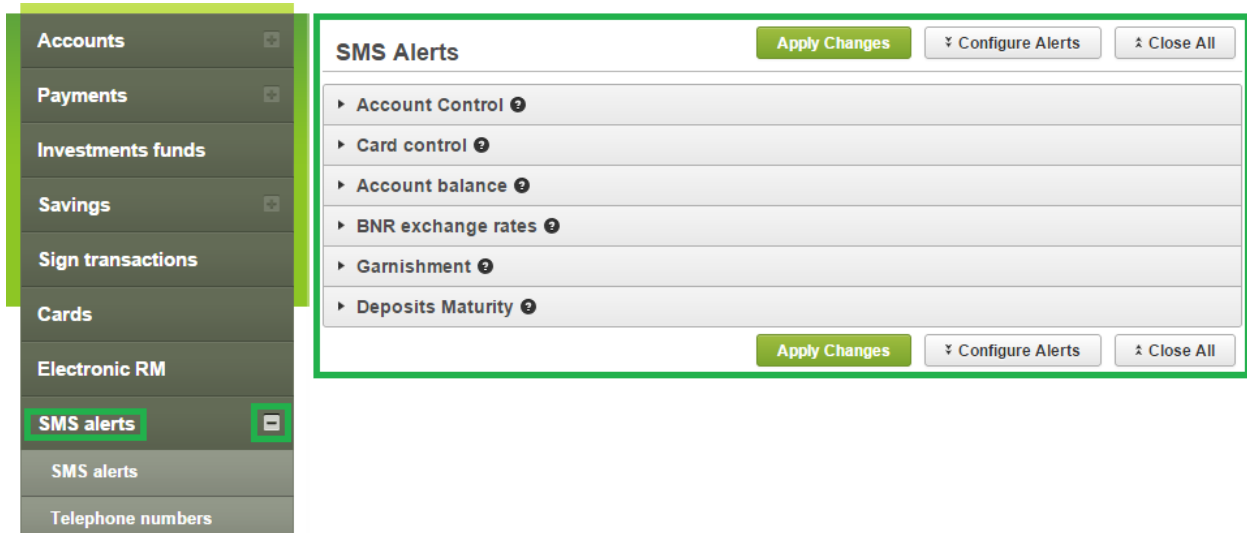 Accounts
Payments
Investments funds
Savings
Sign transactions
Cards
Electronic RM
SMS alerts
SMS alerts
Telephone numbers
SMS Alerts
Apply Changes
Configure Alerts
Close All
Account Control
Card control
Account balance
BNR exchange rates
Garnishment
Deposits Maturity
Apply Changes
Configure Alerts
Close All